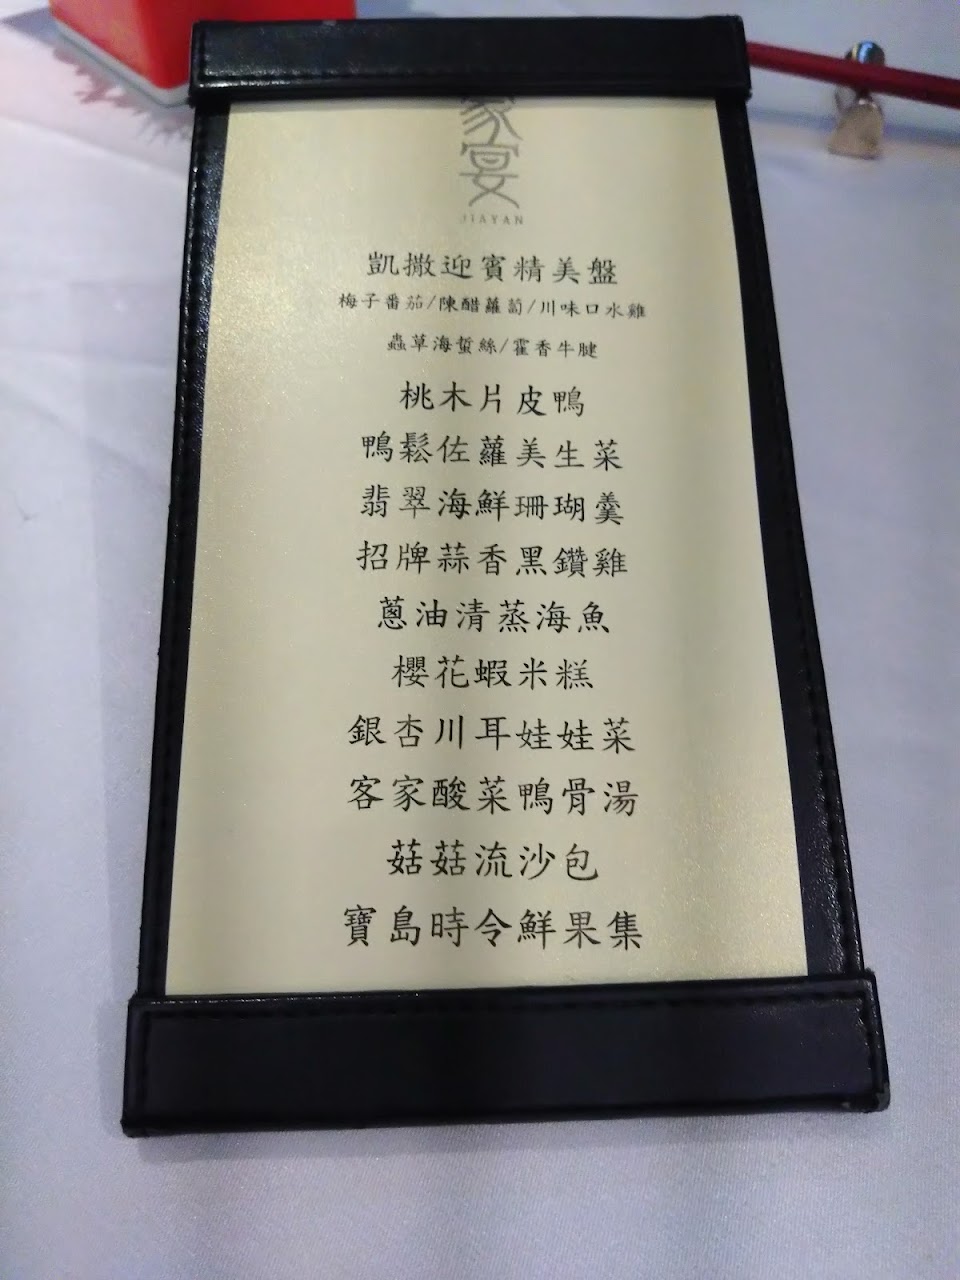 家宴
JIAYAN
凱撒迎賓精美盤
梅子番茄/陳醋蘿蔔/川味口水雞
蟲草海蜇絲/霍香牛腱
桃木片皮鴨
鴨鬆佐蘿美生菜
翡翠海鮮珊瑚羹
招牌蒜香黑鑽雞
蔥油清蒸海魚
櫻花蝦米糕
銀杏川耳娃娃菜
客家酸菜鴨骨湯
菇菇流沙包
寶島時令鮮果集